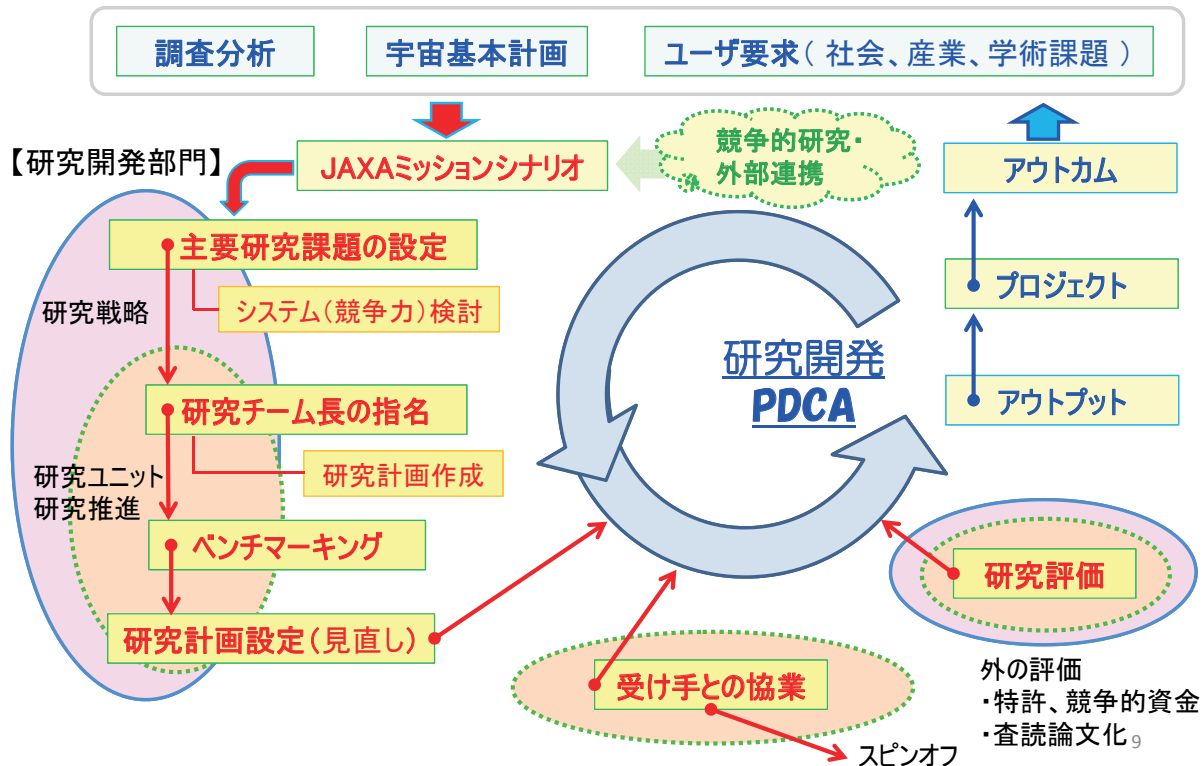 調査分析
宇宙基本計画
ユーザ要求( 社会、産業、学術課題 )
【研究開発部門】
JAXAミッションシナリオ
競争的研究・
外部連携
アウトカム
主要研究課題の設定
研究戦略
システム(競争力)検討
プロジェクト
研究開発
PDCA
研究チーム長の指名
アウトプット
研究ユニット
研究推進
研究計画作成
ベンチマーキング
研究評価
研究計画設定(見直し)
受け手との協業
スピンオフ
外の評価
・特許、競争的資金
・査読論文化
9